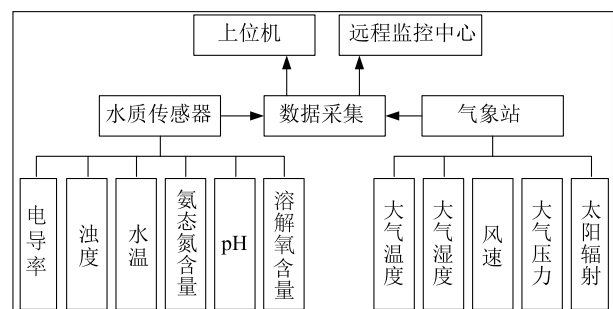 上位机
远程监控中心
水质传感器
数据采集
气象站
电导率
浊度
水温
氨态氮含量
pH
溶解氧含量
大气温度
大气湿度
风速
大气压力
太阳辐射